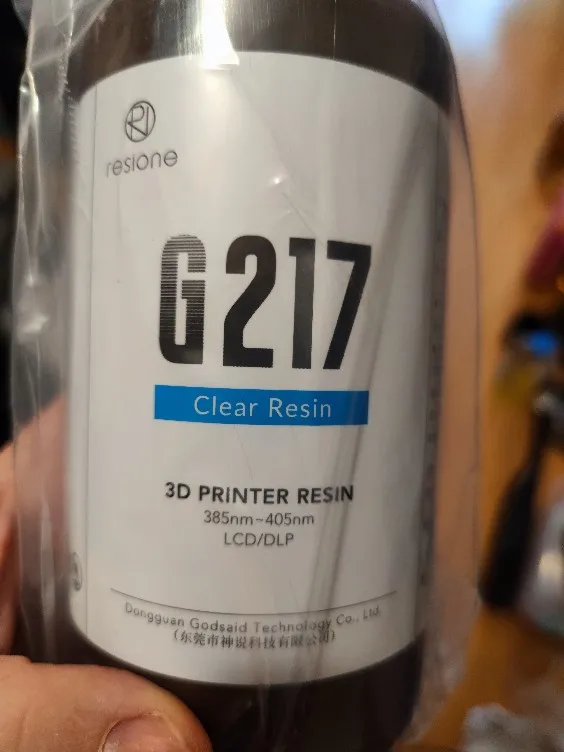 resione
G217
Clear Resin
3D PRINTER RESIN
385nm~405nm
LCD/DLP
Dongguan Godsaid Technology Co., Ltd.
(东莞市神说科技有限公司)